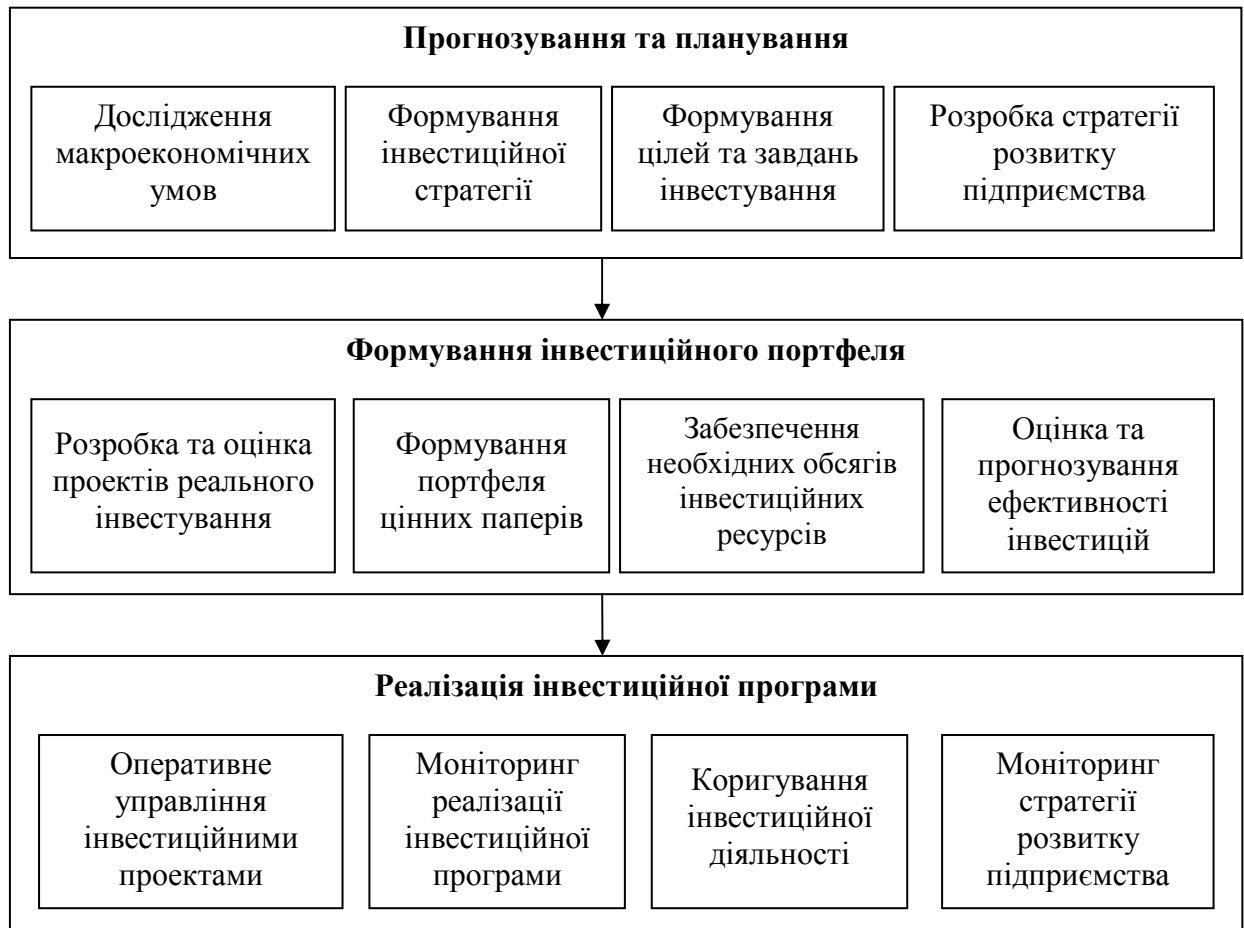 Прогнозування та планування
Дослідження
макроекономічних
умов
Формування
інвестиційної
стратегії
Формування
цілей та завдань
інвестування
Розробка стратегії
розвитку
підприємства
Формування інвестиційного портфеля
Розробка та оцінка
проектів реального
інвестування
Формування
портфеля
цінних паперів
Забезпечення
необхідних обсягів
інвестиційних
ресурсів
Оцінка та
прогнозування
ефективності
інвестицій
Реалізація інвестиційної програми
Оперативне
управління
інвестиційними
проектами
Моніторинг
реалізації
інвестиційної
програми
Коригування
інвестиційної
діяльності
Моніторинг
стратегії
розвитку
підприємства